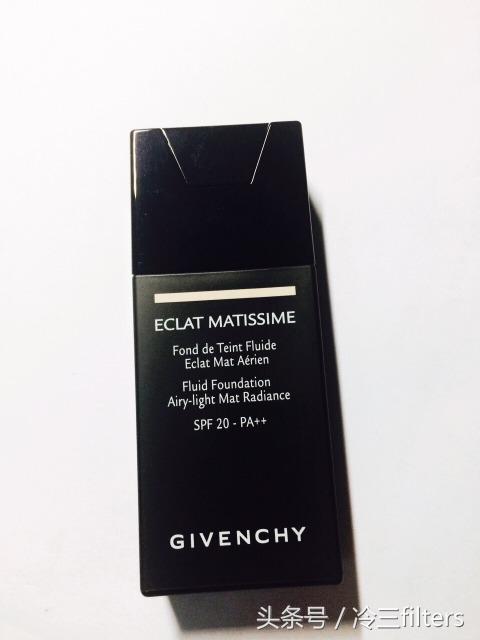 ECLAT MATISSIME
Fond de Teint Fluide
Eclat Mat Aérien
Fluid Foundation
Airy-light Mat Radiance
SPF 20 - PA++
GIVENCHY
头条号 / 冷三filters